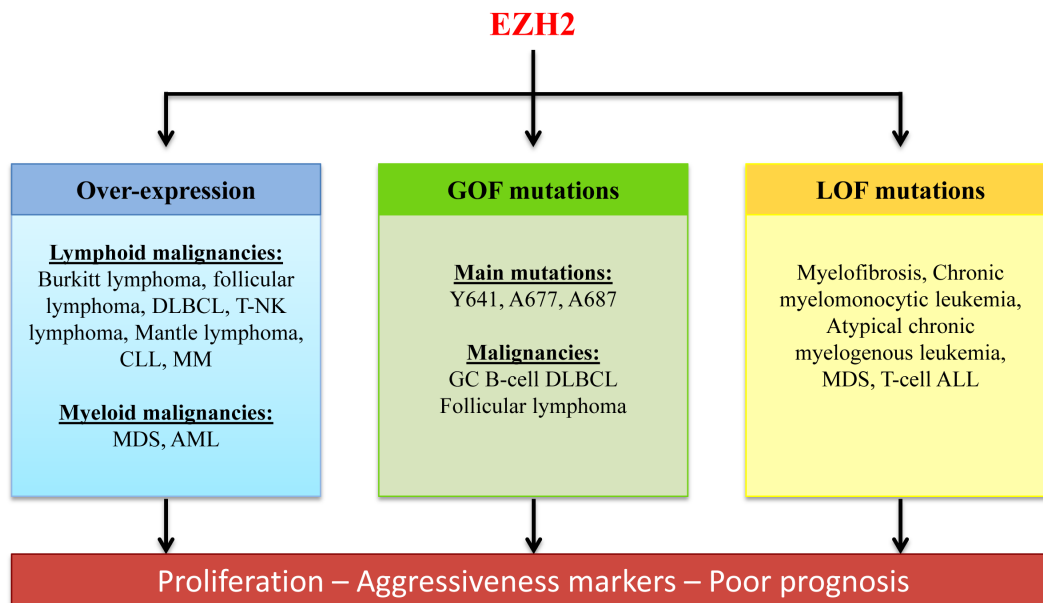 EZH2
Over-expression
Lymphoid malignancies:
Burkitt lymphoma, follicular
lymphoma, DLBCL, T-NK
lymphoma, Mantle lymphoma,
CLL, MM
Myeloid malignancies:
MDS, AML
GOF mutations
Main mutations:
Y641, A677, A687
Malignancies:
GC B-cell DLBCL
Follicular lymphoma
LOF mutations
Myelofibrosis, Chronic
myelomonocytic leukemia,
Atypical chronic
myelogenous leukemia,
MDS, T-cell ALL
Proliferation – Aggressiveness markers – Poor prognosis